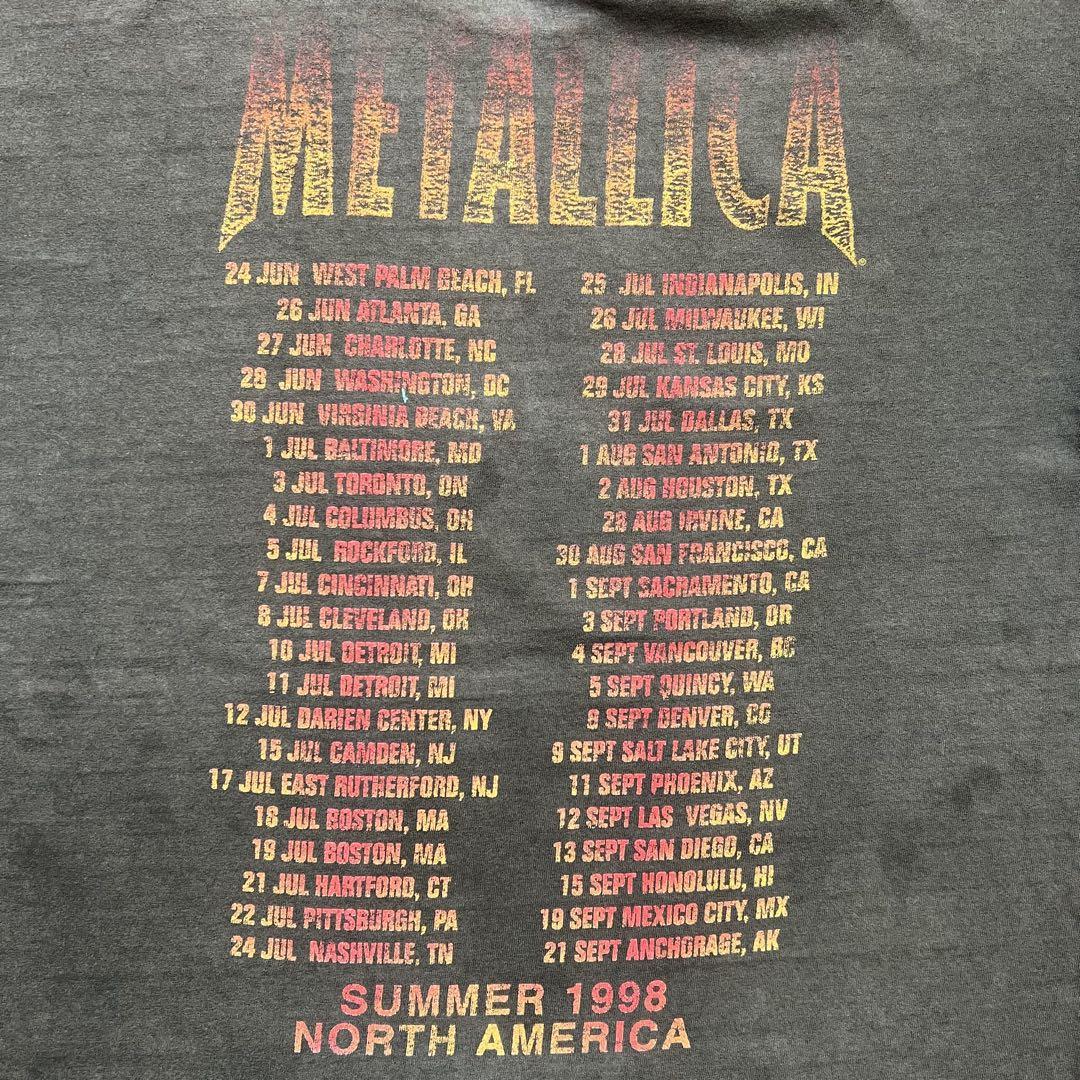 METALLICA
24 JUN WEST PALM BEACH, FL
26 JUN ATLANTA, GA
27 JUN CHARLOTTE, NC
28 JUN WASHINGTON, DC
30 JUN VIRGINIA BEACH, VA
1 JUL BALTIMORE, MD
3 JUL TORONTO, ON
4 JUL COLUMBUS, OH
5 JUL ROCKFORD, IL
7 JUL CINCINNATI, OH
8 JUL CLEVELAND, OH
10 JUL DETROIT, MI
11 JUL DETROIT, MI
12 JUL DARIEN CENTER, NY
15 JUL CAMDEN, NJ
17 JUL EAST RUTHERFORD, NJ
18 JUL BOSTON, MA
19 JUL BOSTON, MA
21 JUL HARTFORD, CT
22 JUL PITTSBURGH, PA
24 JUL NASHVILLE, TN
25 JUL INDIANAPOLIS, IN
26 JUL MILWAUKEE, WI
28 JUL ST. LOUIS, MO
29 JUL KANSAS CITY, KS
31 JUL DALLAS, TX
1 AUG SAN ANTONIO, TX
2 AUG HOUSTON, TX
28 AUG IRVINE, CA
30 AUG SAN FRANCISCO, CA
1 SEPT SACRAMENTO, CA
3 SEPT PORTLAND, OR
4 SEPT VANCOUVER, BC
5 SEPT QUINCY, WA
SEPT DENVER, CO
9 SEPT SALT LAKE CITY, UT
11 SEPT PHOENIX, AZ
12 SEPT LAS VEGAS, NV
13 SEPT SAN DIEGO, CA
15 SEPT HONOLULU, HI
19 SEPT MEXICO CITY, MX
21 SEPT ANCHORAGE, AK
SUMMER 1998
NORTH AMERICA